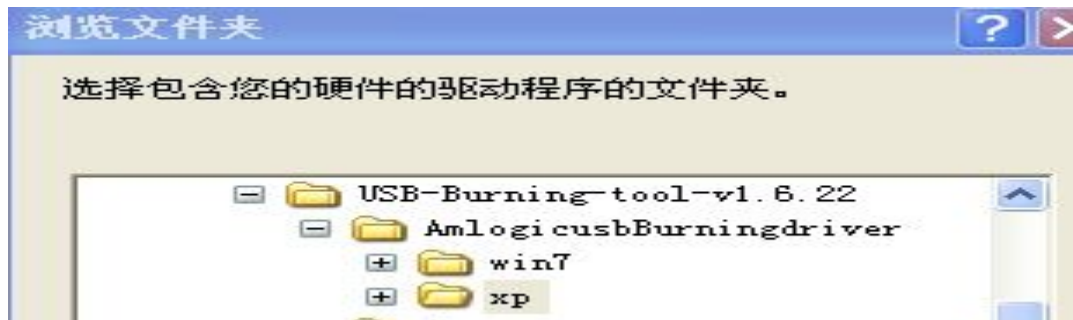 浏览文件夹
选择包含您的硬件的驱动程序的文件夹。
USB-Burning-tool-v1.6.22
AmlogicusbBurningdriver
win7
xp